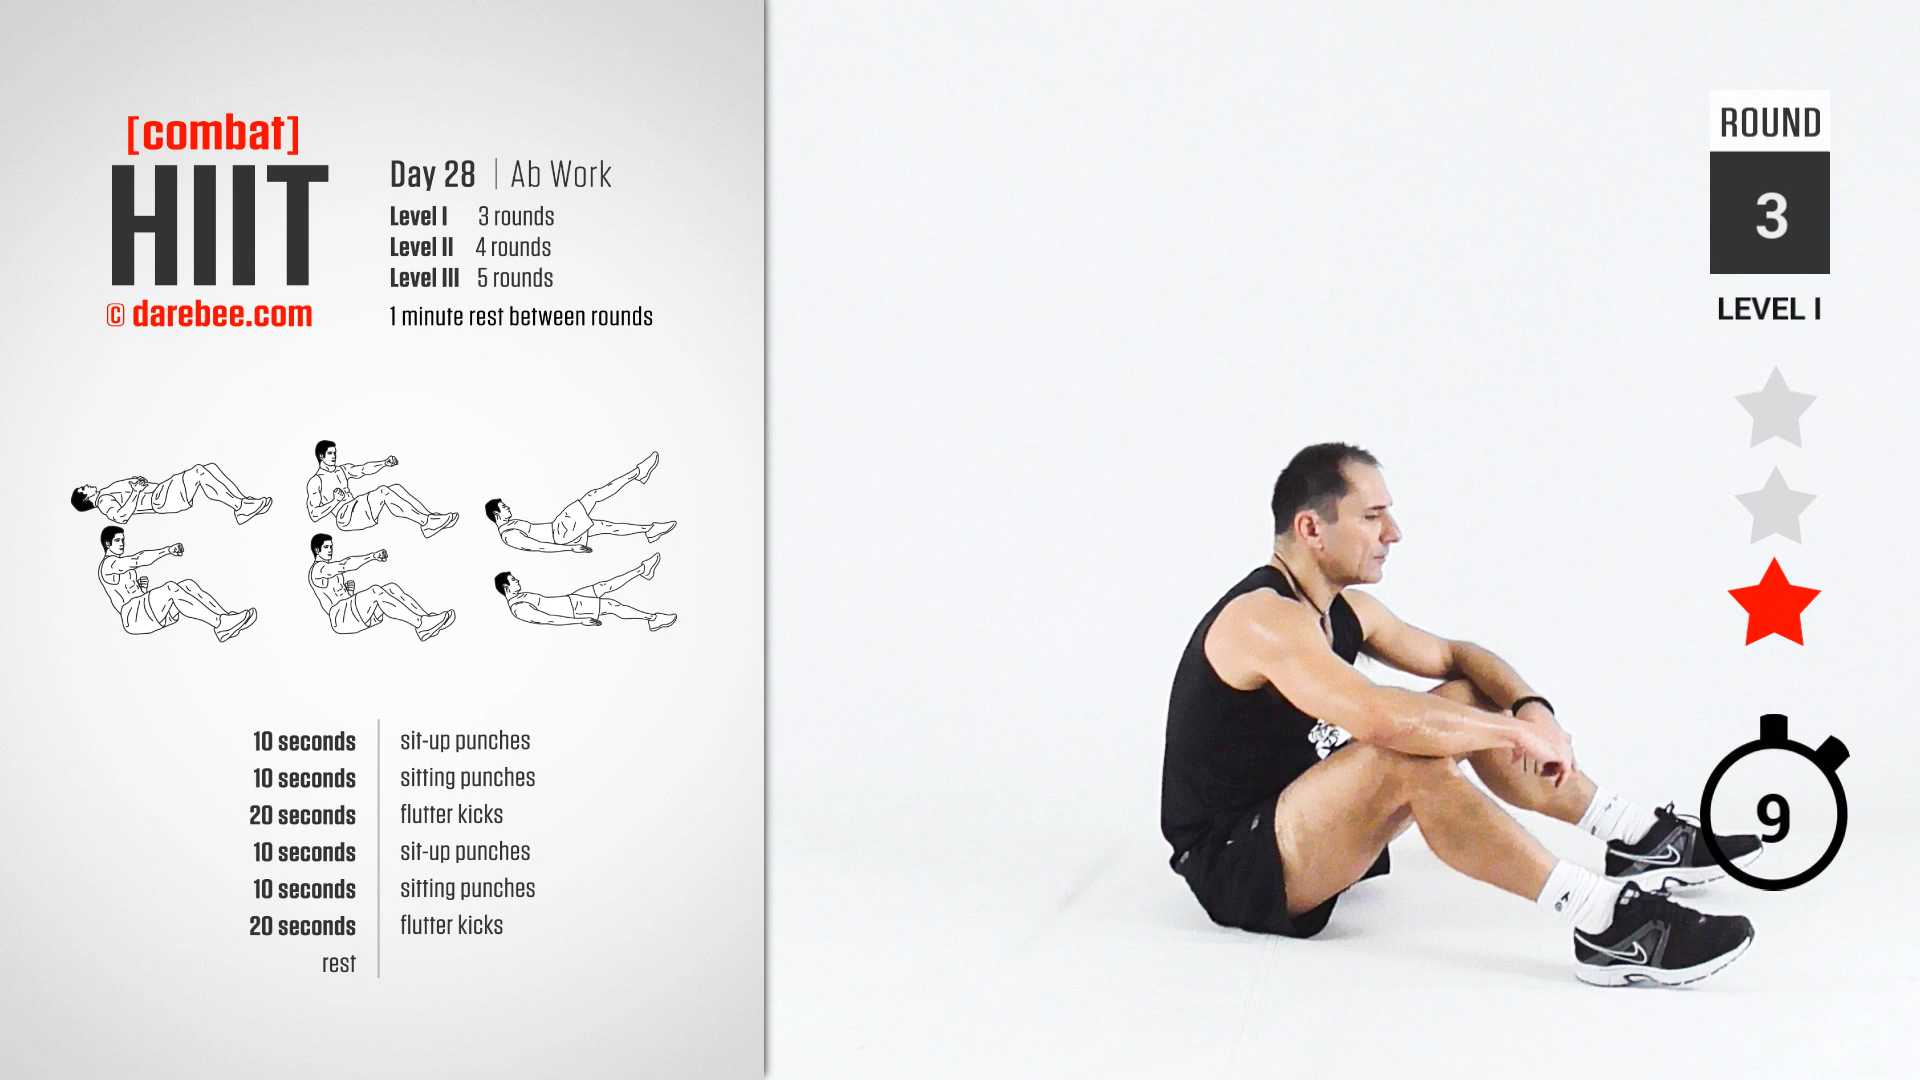 [combat]
HIIT
© darebee.com
Day 28 | Ab Work
Level I 3 rounds
Level II 4 rounds
Level III 5 rounds
1 minute rest between rounds
10 seconds sit-up punches
10 seconds sitting punches
20 seconds flutter kicks
10 seconds sit-up punches
10 seconds sitting punches
20 seconds flutter kicks
rest
ROUND
3
LEVEL I
9